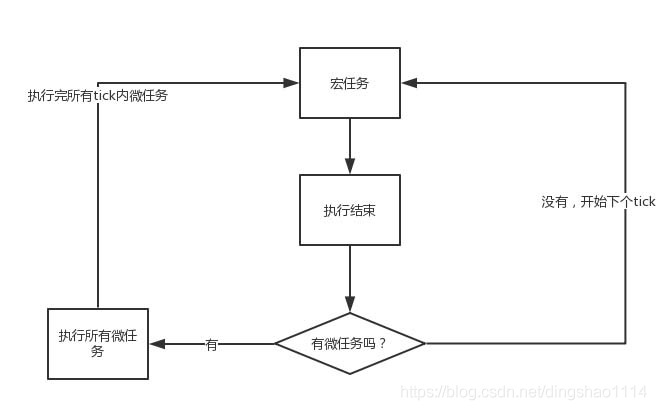 宏任务
执行完所有tick内微任务
执行结束
没有，开始下个tick
执行所有微任
务
有
有微任务吗？
https://blog.csdn.net/dingshao1114